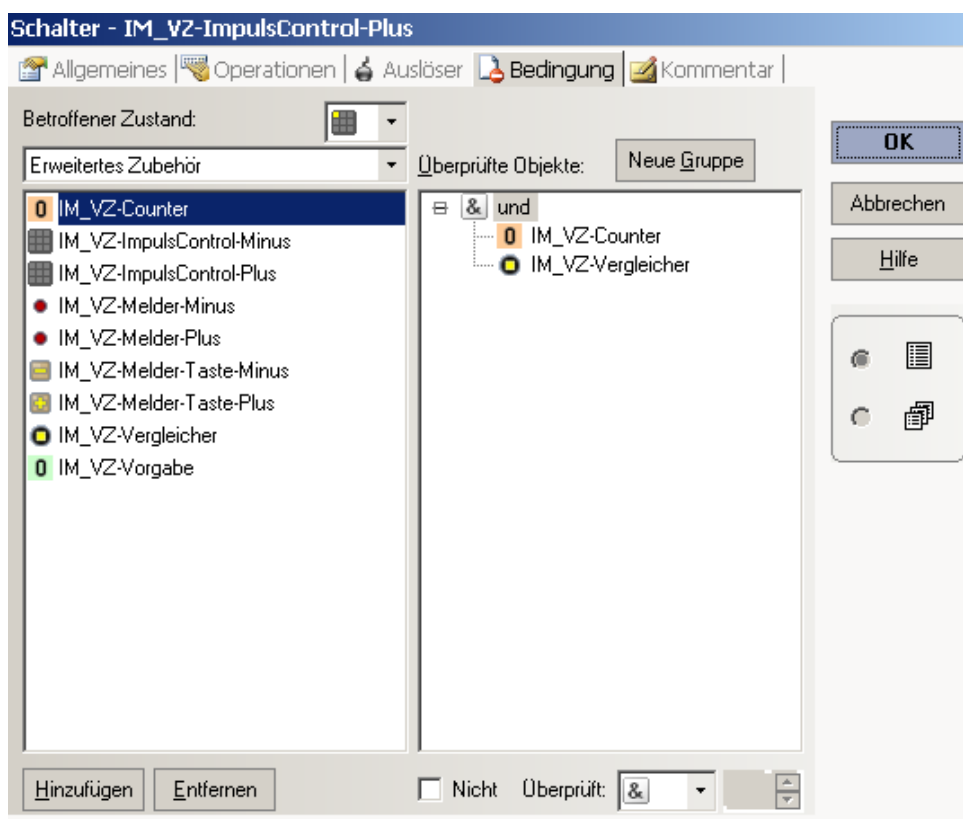 Schalter - IM_VZ-ImpulsControl-Plus
Allgemeines Operationen Auslöser Bedingung Kommentar
Betroffener Zustand:
Erweitertes Zubehör
Überprüfte Objekte: Neue Gruppe
0 IM_VZ-Counter
IM_VZ-ImpulsControl-Minus
IM_VZ-ImpulsControl-Plus
IM_VZ-Melder-Minus
IM_VZ-Melder-Plus
IM_VZ-Melder-Taste-Minus
IM_VZ-Melder-Taste-Plus
IM_VZ-Vergleicher
0 IM_VZ-Vorgabe
& und
0 IM_VZ-Counter
IM_VZ-Vergleicher
OK
Abbrechen
Hilfe
Hinzufügen Entfernen
Nicht Überprüft: &